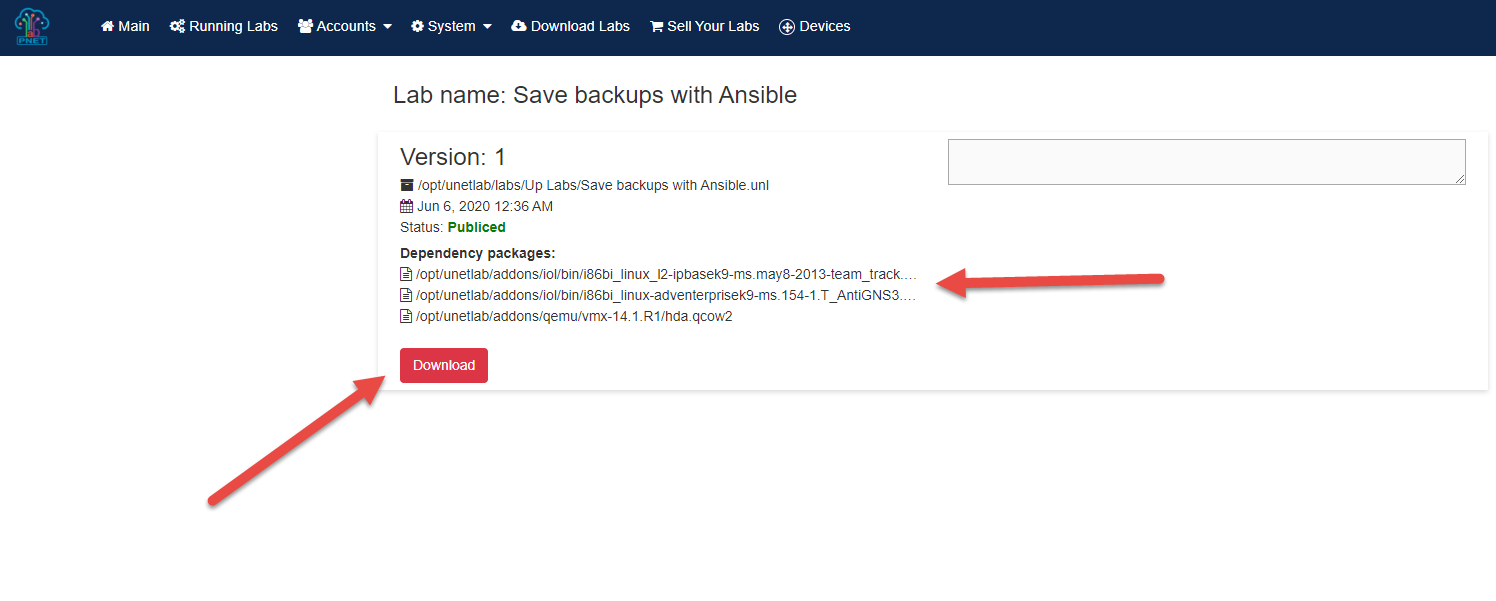 PNET
Main Running Labs Accounts System Download Labs Sell Your Labs Devices
Lab name: Save backups with Ansible
Version: 1
/opt/unetlab/labs/Up Labs/Save backups with Ansible.unl
Jun 6, 2020 12:36 AM
Status: Publiced
Dependency packages:
/opt/unetlab/addons/iol/bin/i86bi_linux_l2-ipbasek9-ms.may8-2013-team_track....
/opt/unetlab/addons/iol/bin/i86bi_linux-adventerprisek9-ms.154-1.T_AntiGNS3....
/opt/unetlab/addons/qemu/vmx-14.1.R1/hda.qcow2
Download